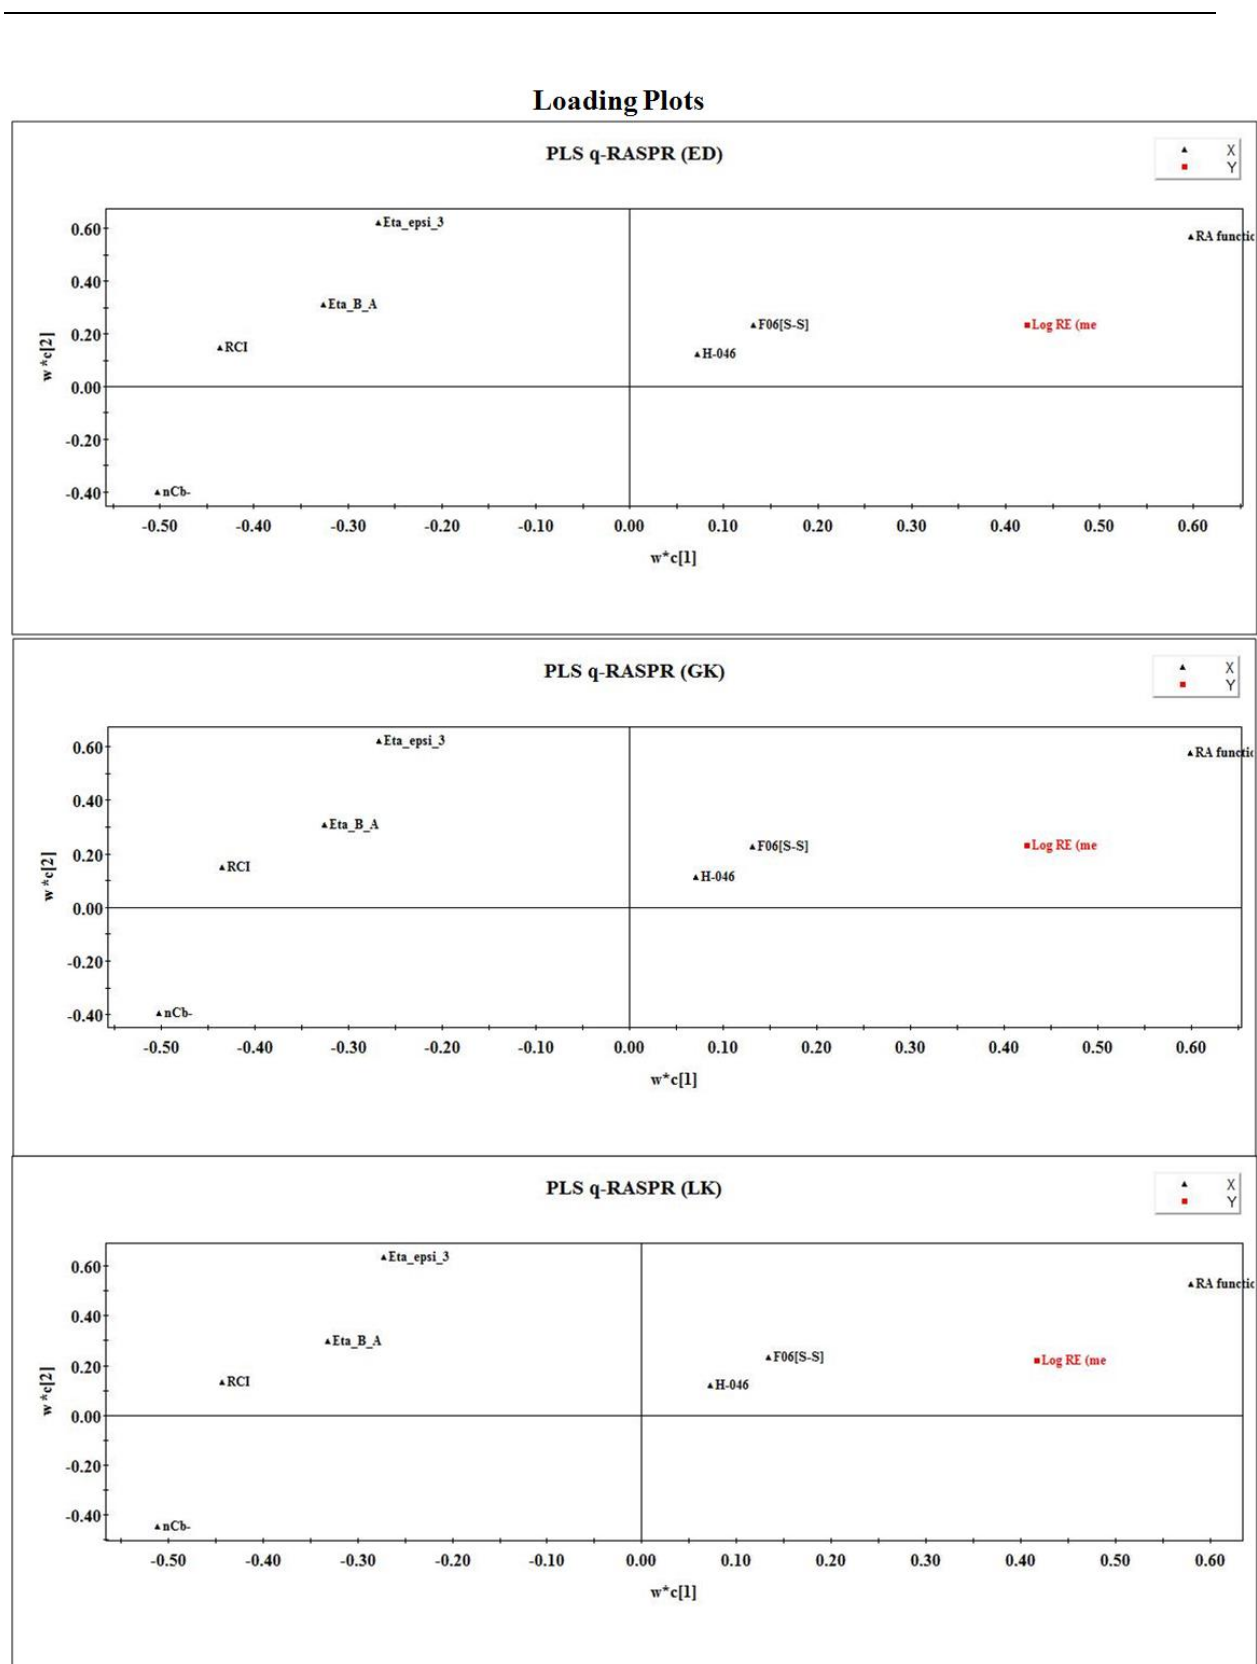 Loading Plots
PLS q-RASPR (ED)
X
Y
Eta_epsi_3
0.60
RA functio
0.40
Eta_B_A
F06[S-S]
Log RE (me
0.20
RCI
H-046
w*c[2]
0.00
-0.20
-0.40
nCb-
-0.50 -0.40 -0.30 -0.20 -0.10 0.00 0.10 0.20 0.30 0.40 0.50 0.60
w*c[1]
PLS q-RASPR (GK)
X
Y
Eta_epsi_3
0.60
RA functio
0.40
Eta_B_A
F06[S-S]
Log RE (me
0.20
RCI
H-046
w*c[2]
0.00
-0.20
-0.40
nCb-
-0.50 -0.40 -0.30 -0.20 -0.10 0.00 0.10 0.20 0.30 0.40 0.50 0.60
w*c[1]
PLS q-RASPR (LK)
X
Y
Eta_epsi_3
0.60
RA functio
0.40
Eta_B_A
F06[S-S]
Log RE (me
0.20
RCI
H-046
w*c[2]
0.00
-0.20
-0.40
nCb-
-0.50 -0.40 -0.30 -0.20 -0.10 0.00 0.10 0.20 0.30 0.40 0.50 0.60
w*c[1]